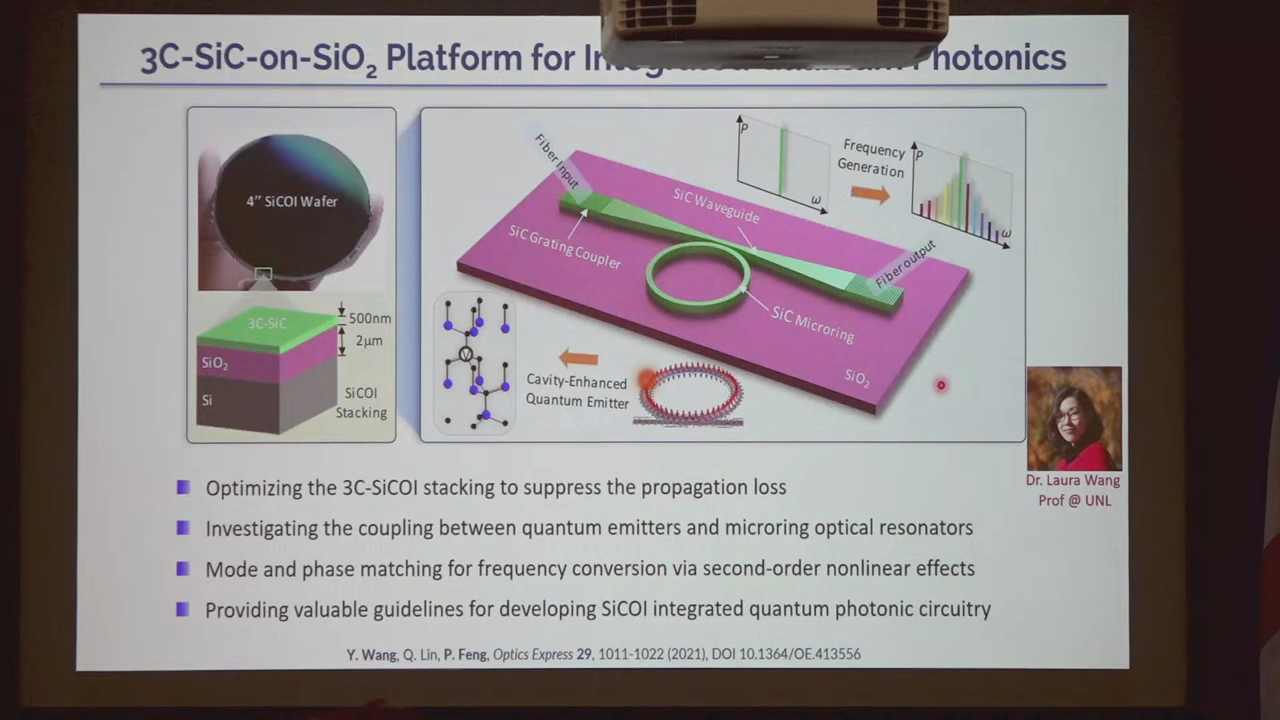 3C-SiC-on-SiO₂ Platform for Photonics
4” SiCOI Wafer
3C-SiC
500nm
2µm
SiO₂
Si
SiCOI
Stacking
Fiber Input
SiC Grating Coupler
SiC Waveguide
P
ω
Frequency
Generation
P
ω
Fiber output
SiC Microring
SiO₂
V
Cavity-Enhanced
Quantum Emitter
Dr. Laura Wang
Prof @ UNL
Optimizing the 3C-SiCOI stacking to suppress the propagation loss
Investigating the coupling between quantum emitters and microring optical resonators
Mode and phase matching for frequency conversion via second-order nonlinear effects
Providing valuable guidelines for developing SiCOI integrated quantum photonic circuitry
Y. Wang, Q. Lin, P. Feng, Optics Express 29, 1011-1022 (2021), DOI 10.1364/OE.413556